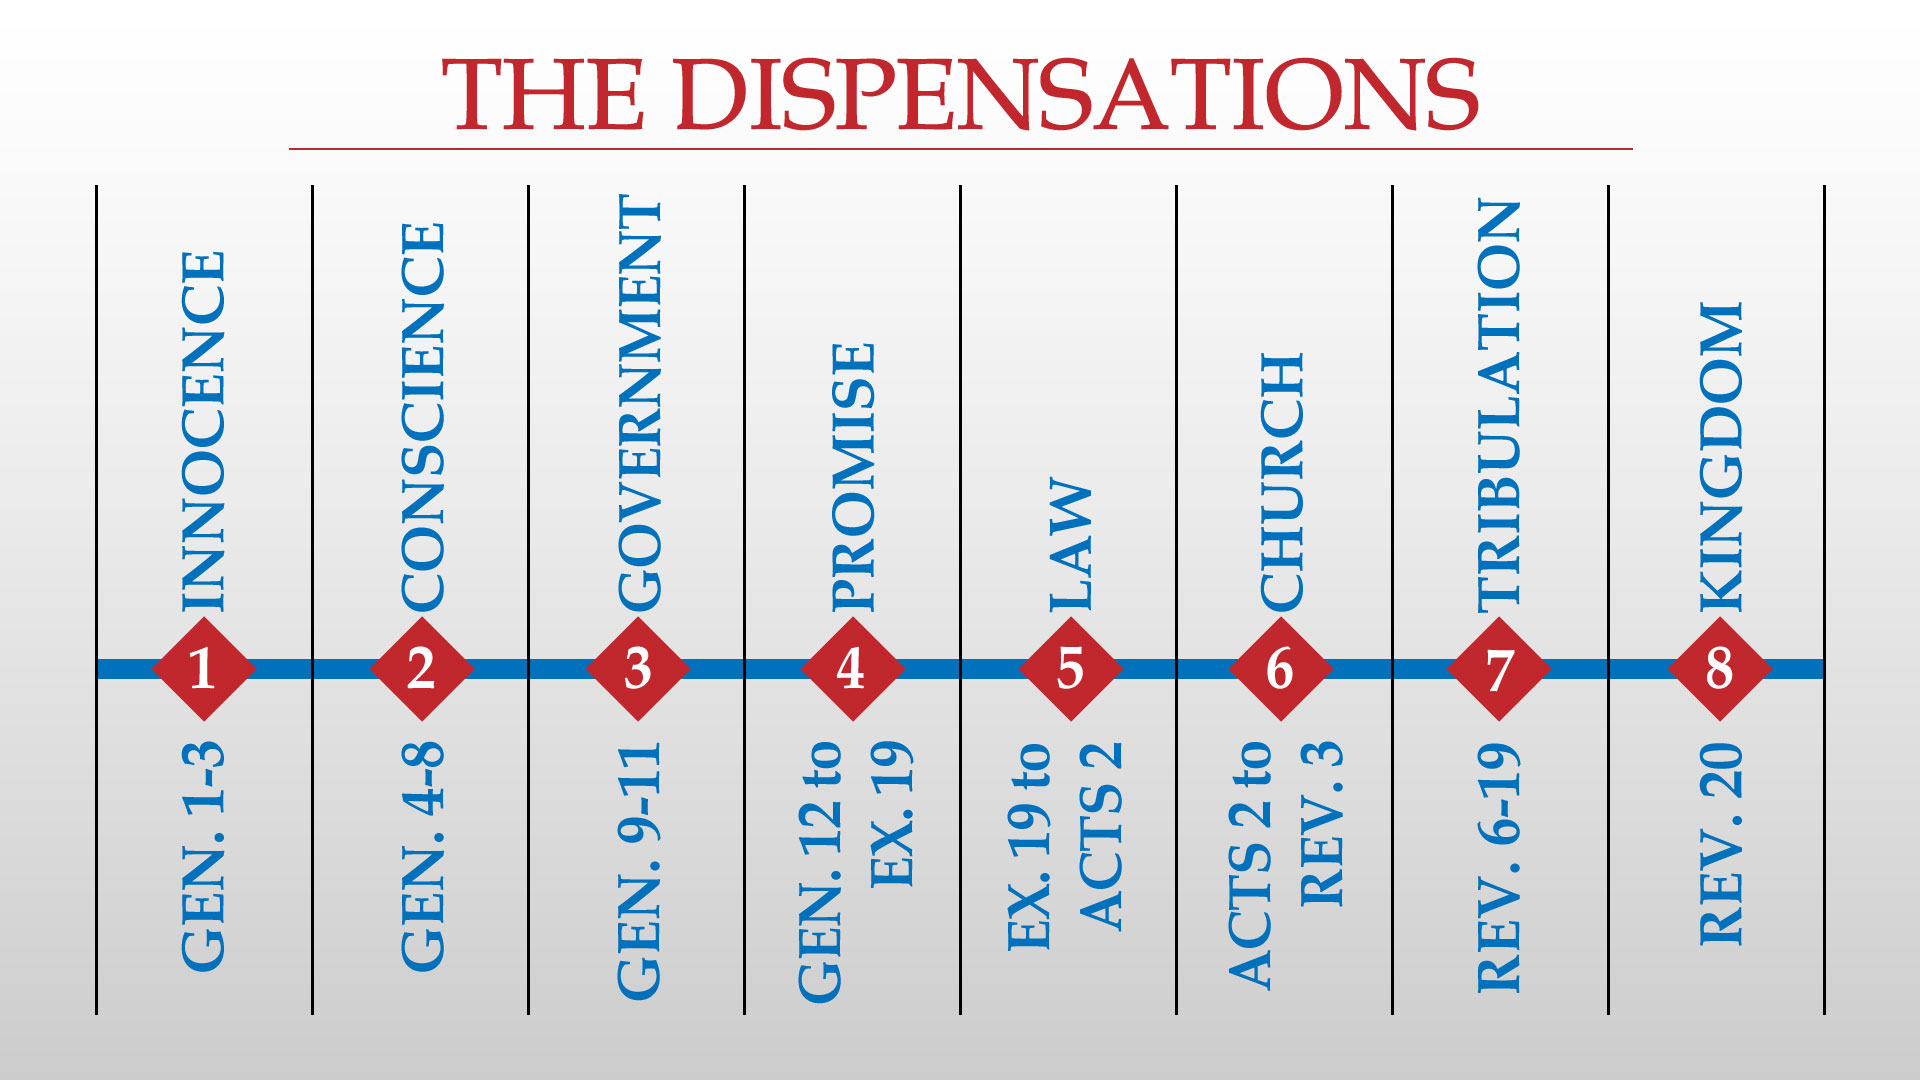 THE DISPENSATIONS
INNOCENCE
1
GEN. 1-3
CONSCIENCE
2
GEN. 4-8
GOVERNMENT
3
GEN. 9-11
PROMISE
4
GEN. 12 to
EX. 19
LAW
5
EX. 19 to
ACTS 2
CHURCH
6
ACTS 2 to
REV. 3
TRIBULATION
7
REV. 6-19
KINGDOM
8
REV. 20